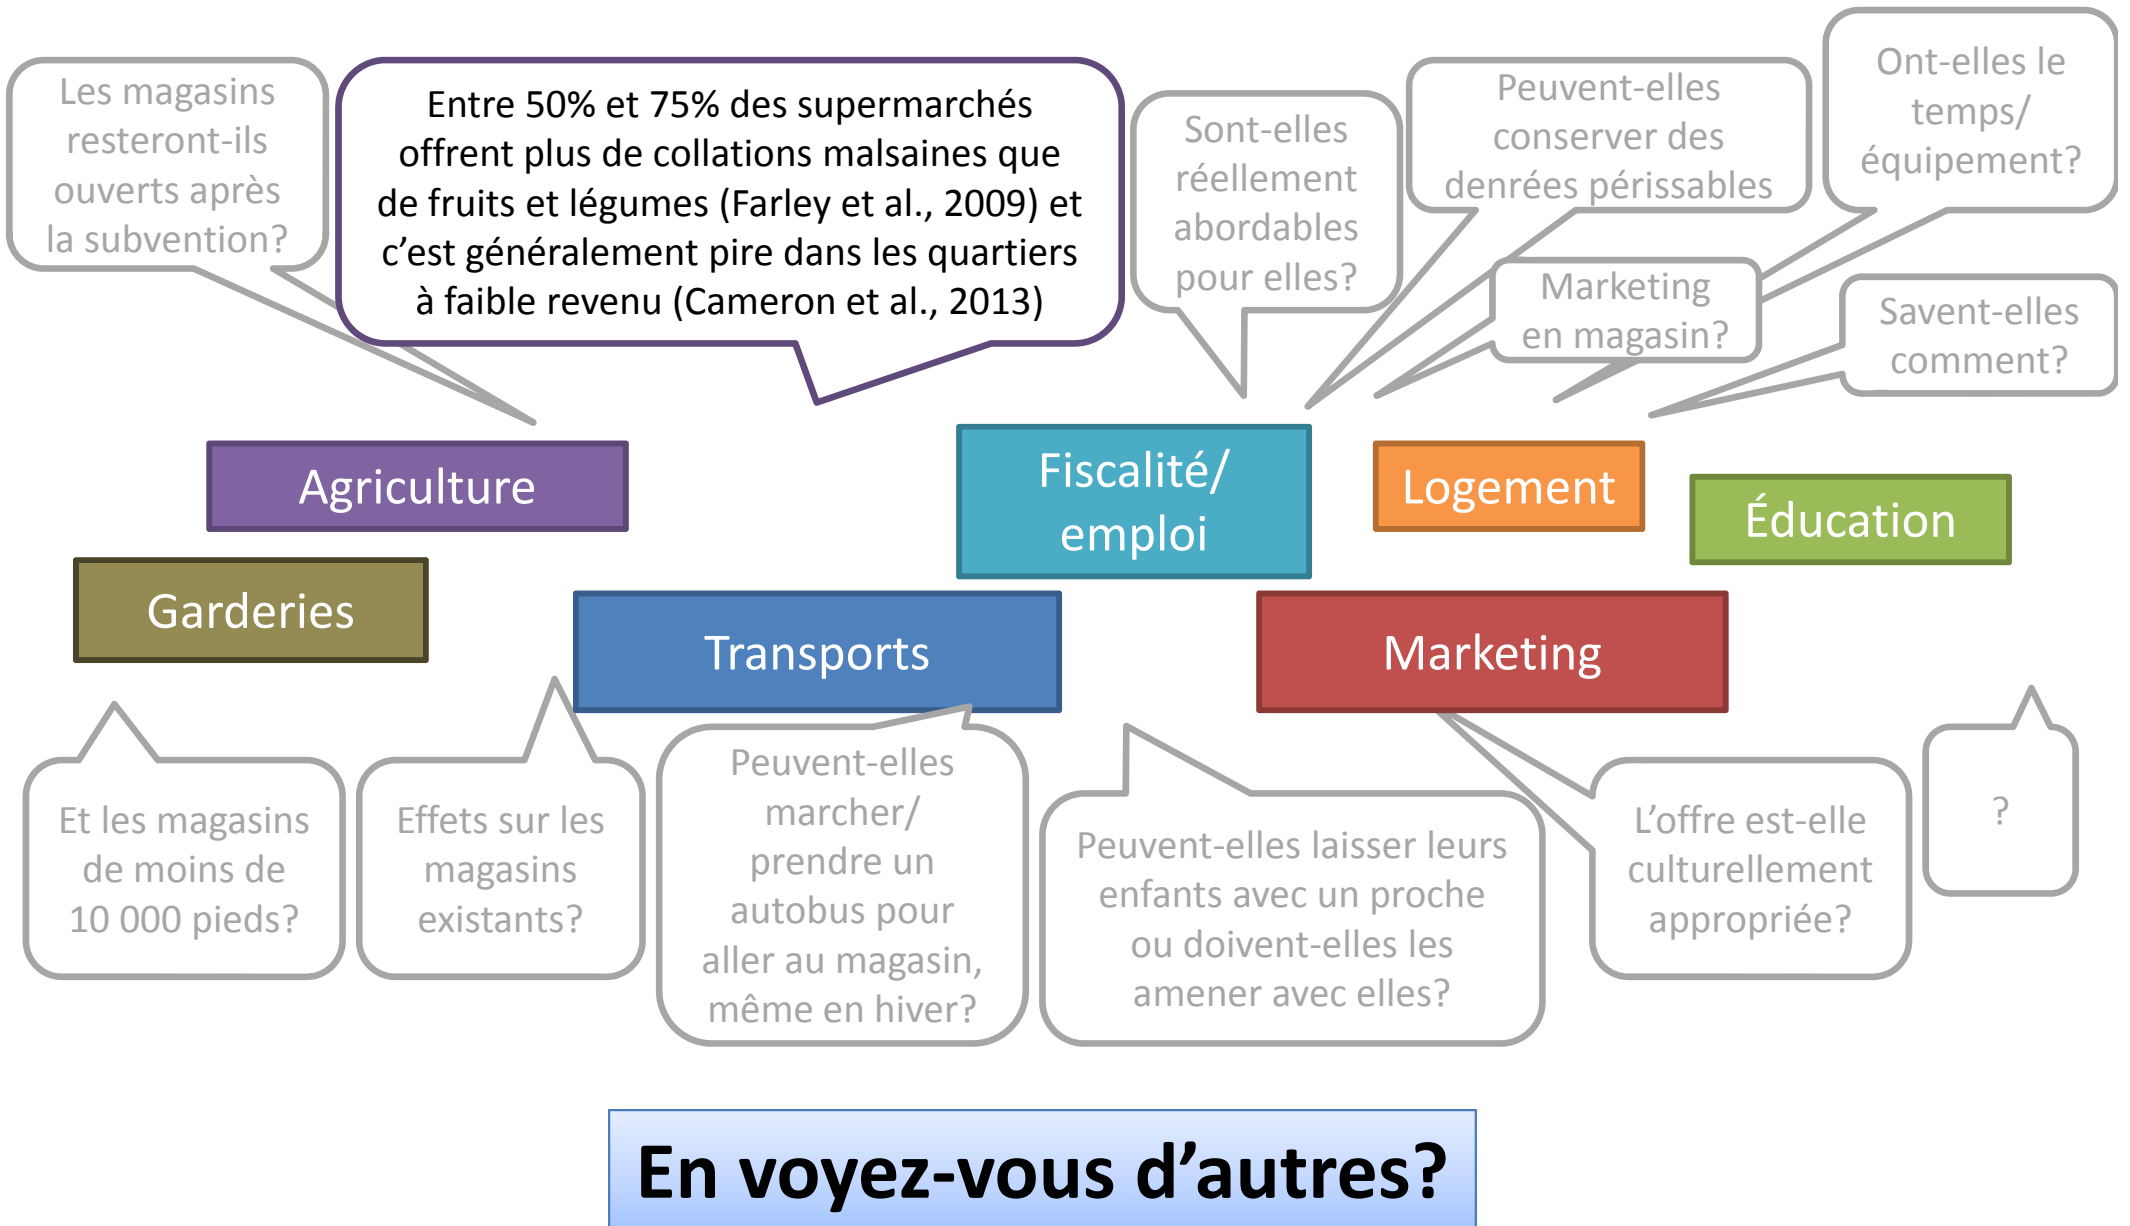 Les magasins
resteront-ils
ouverts après
la subvention?
Entre 50% et 75% des supermarchés
offrent plus de collations malsaines que
de fruits et légumes (Farley et al., 2009) et
c’est généralement pire dans les quartiers
à faible revenu (Cameron et al., 2013)
Sont-elles
réellement
abordables
pour elles?
Peuvent-elles
conserver des
denrées périssables
Ont-elles le
temps/
équipement?
Marketing
en magasin?
Savent-elles
comment?
Agriculture
Fiscalité/
emploi
Logement
Éducation
Garderies
Transports
Marketing
Et les magasins
de moins de
10 000 pieds?
Effets sur les
magasins
existants?
Peuvent-elles
marcher/
prendre un
autobus pour
aller au magasin,
même en hiver?
Peuvent-elles laisser leurs
enfants avec un proche
ou doivent-elles les
amener avec elles?
L’offre est-elle
culturellement
appropriée?
?
En voyez-vous d’autres?